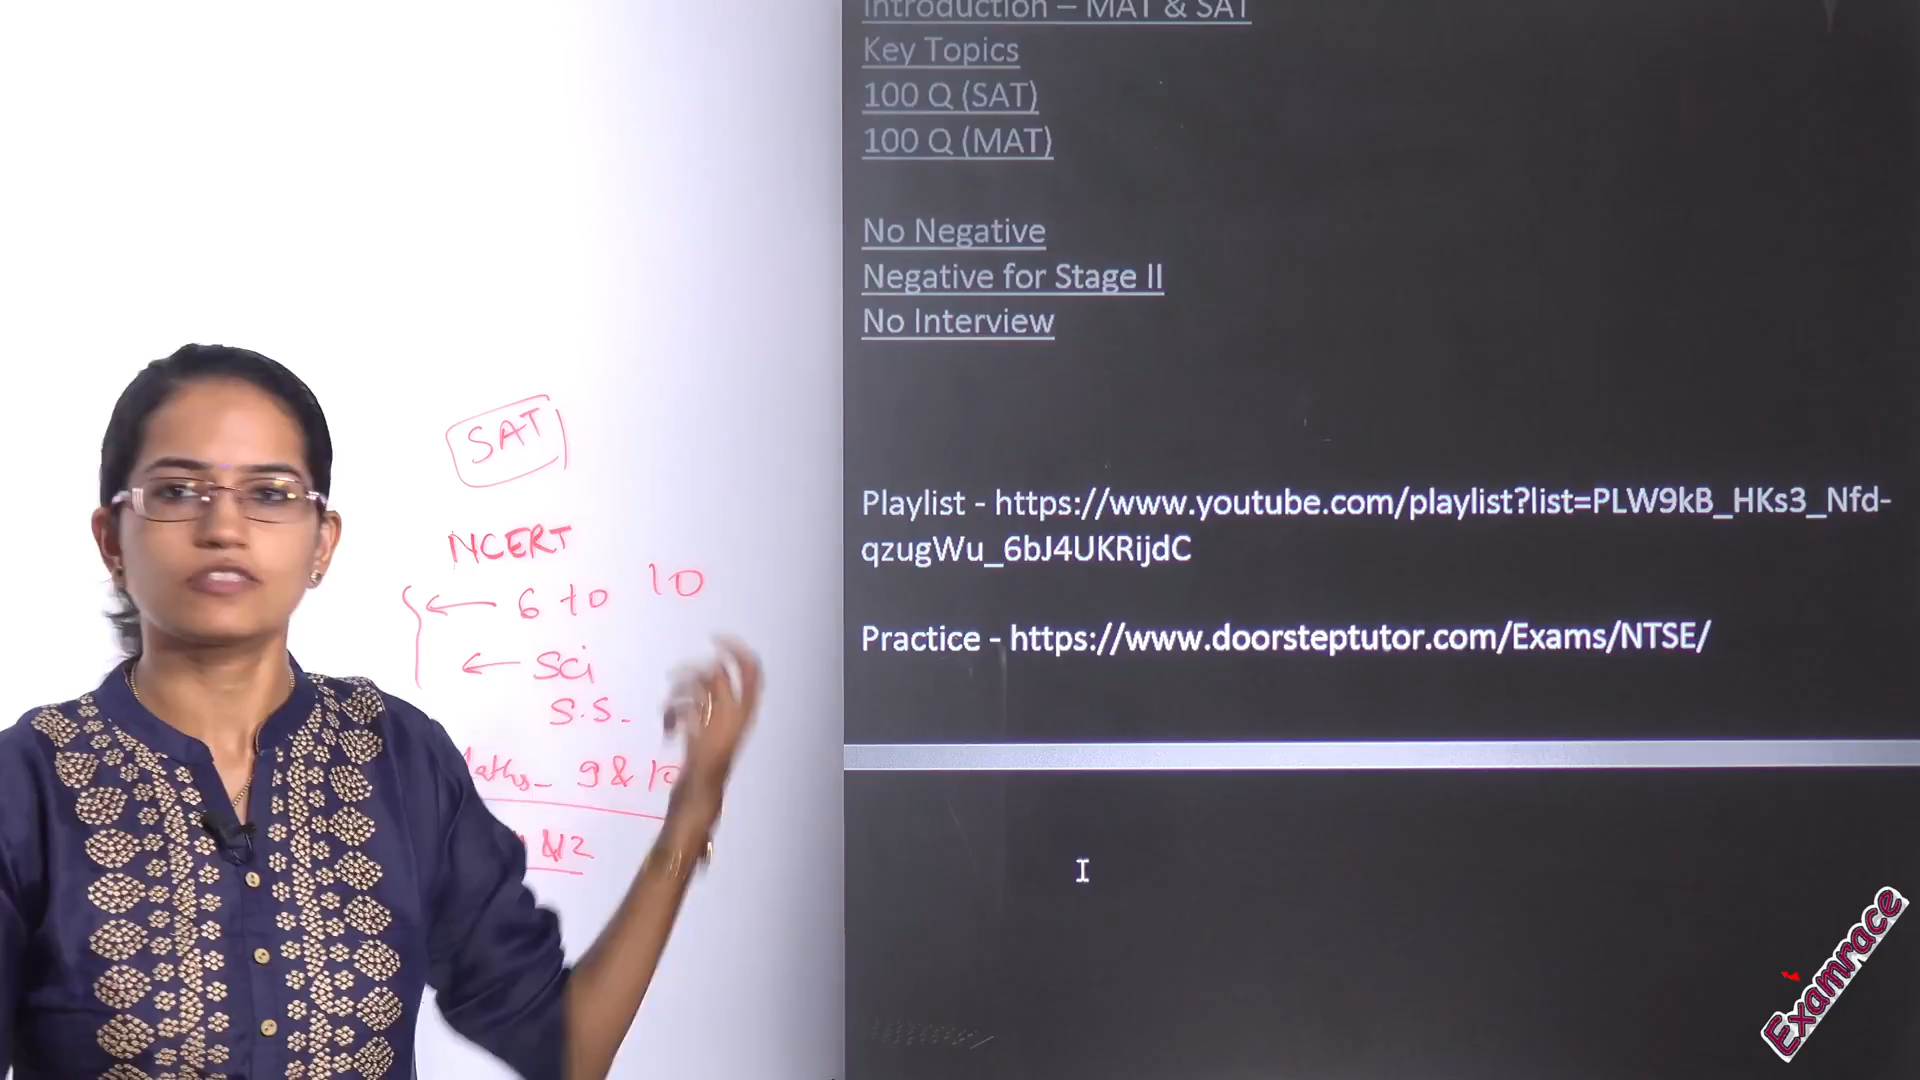 Introduction – MAT & SAT
Key Topics
100 Q (SAT)
100 Q (MAT)
No Negative
Negative for Stage II
No Interview
Playlist - https://www.youtube.com/playlist?list=PLW9kB_HKs3_Nfd-
qzugWu_6bJ4UKRijdC
Practice - https://www.doorsteptutor.com/Exams/NTSE/
SAT
NCERT
6 to 10
Sci
S.S.
Maths - 9 & 10
& 12
Examrace